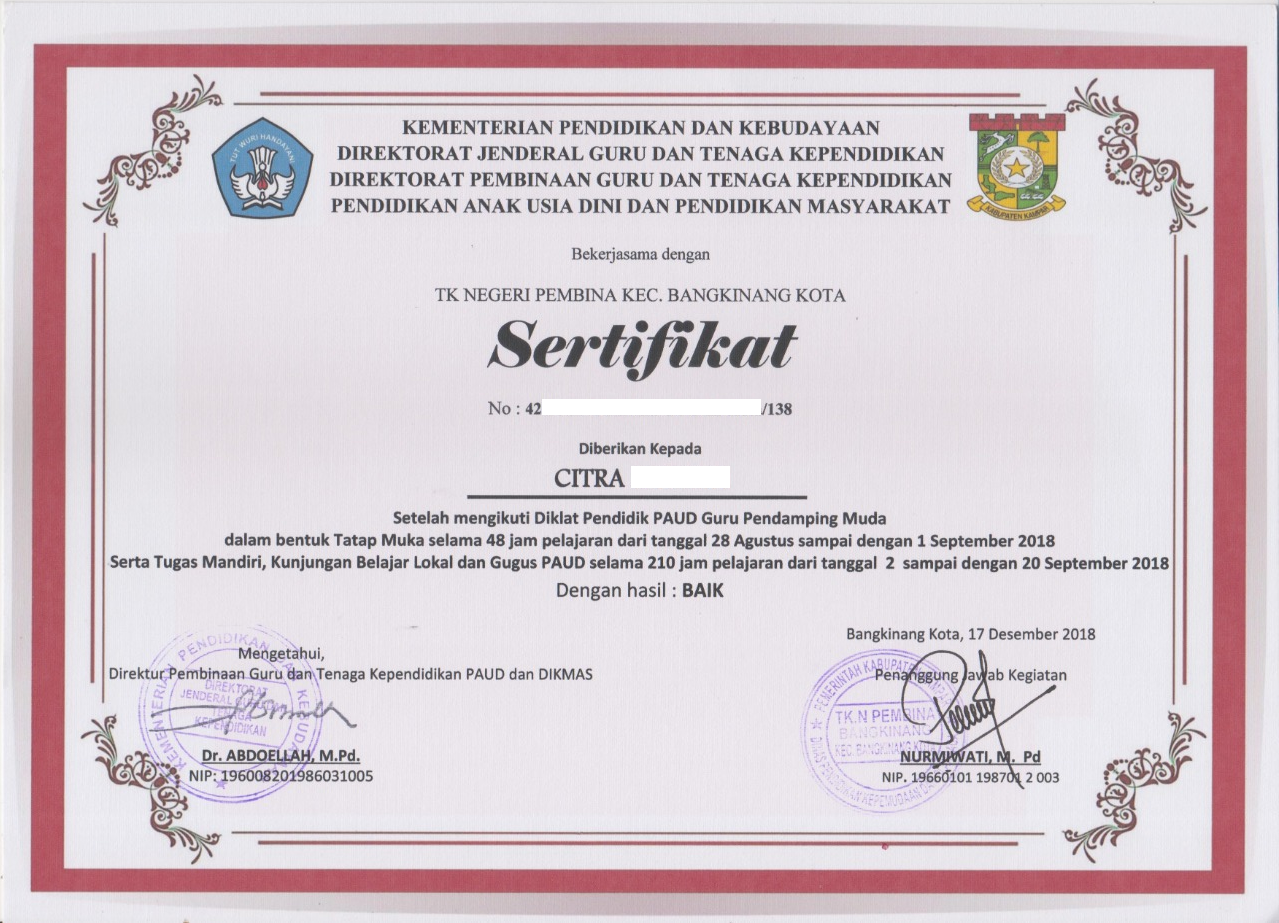 KEMENTERIAN PENDIDIKAN DAN KEBUDAYAAN
DIREKTORAT JENDERAL GURU DAN TENAGA KEPENDIDIKAN
DIREKTORAT PEMBINAAN GURU DAN TENAGA KEPENDIDIKAN
PENDIDIKAN ANAK USIA DINI DAN PENDIDIKAN MASYARAKAT
TUT WURI HANDAYANI
KABUPATEN KAMPAR
Bekerjasama dengan
TK NEGERI PEMBINA KEC. BANGKINANG KOTA
Sertifikat
No : 42 /138
Diberikan Kepada
CITRA
Setelah mengikuti Diklat Pendidik PAUD Guru Pendamping Muda
dalam bentuk Tatap Muka selama 48 jam pelajaran dari tanggal 28 Agustus sampai dengan 1 September 2018
Serta Tugas Mandiri, Kunjungan Belajar Lokal dan Gugus PAUD selama 210 jam pelajaran dari tanggal 2 sampai dengan 20 September 2018
Dengan hasil : BAIK
Bangkinang Kota, 17 Desember 2018
Mengetahui,
Direktur Pembinaan Guru dan Tenaga Kependidikan PAUD dan DIKMAS
Penanggung Jawab Kegiatan
KEMENTERIAN PENDIDIKAN DAN KEBUDAYAAN
DIREKTORAT
JENDERAL GURU DAN
TENAGA
KEPENDIDIKAN
PEMERINTAH KABUPATEN KAMPAR
TK.N PEMBINA
BANGKINANG
KEC. BANGKINANG KOTA
DINAS PENDIDIKAN KEPEMUDAAN DAN
Dr. ABDOELLAH, M.Pd.
NIP: 196008201986031005
NURMIWATI, M. Pd
NIP. 19660101 198701 2 003